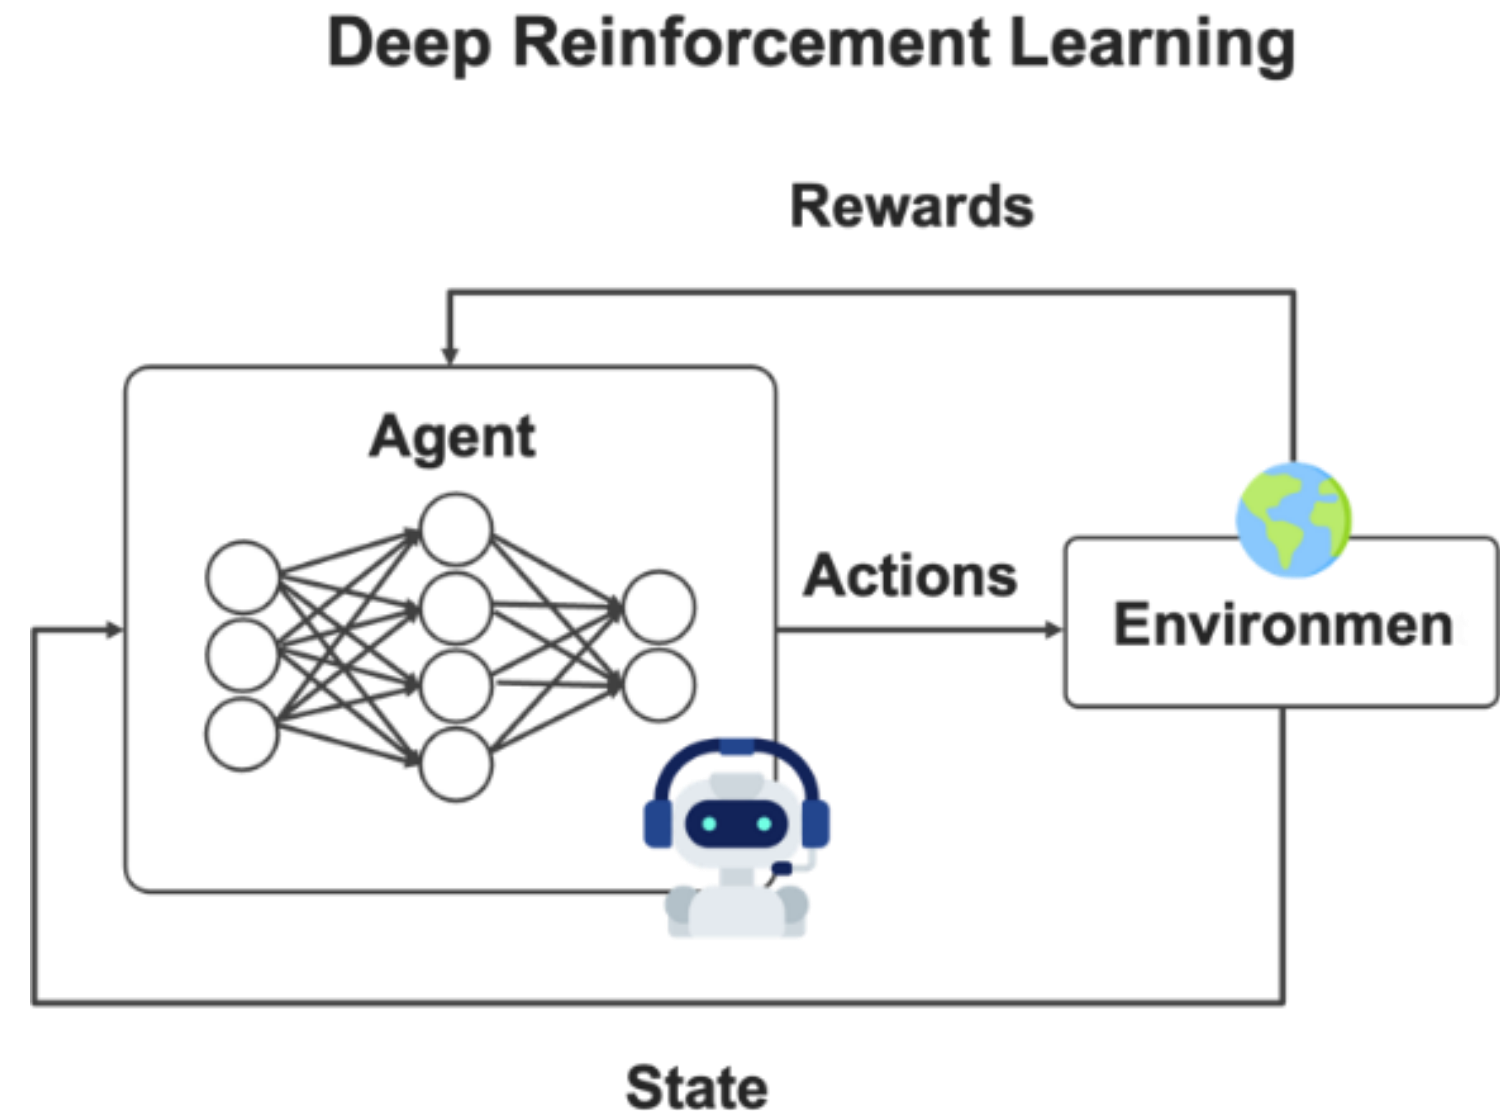 Deep Reinforcement Learning
Rewards
Agent
Actions
Environmen
State